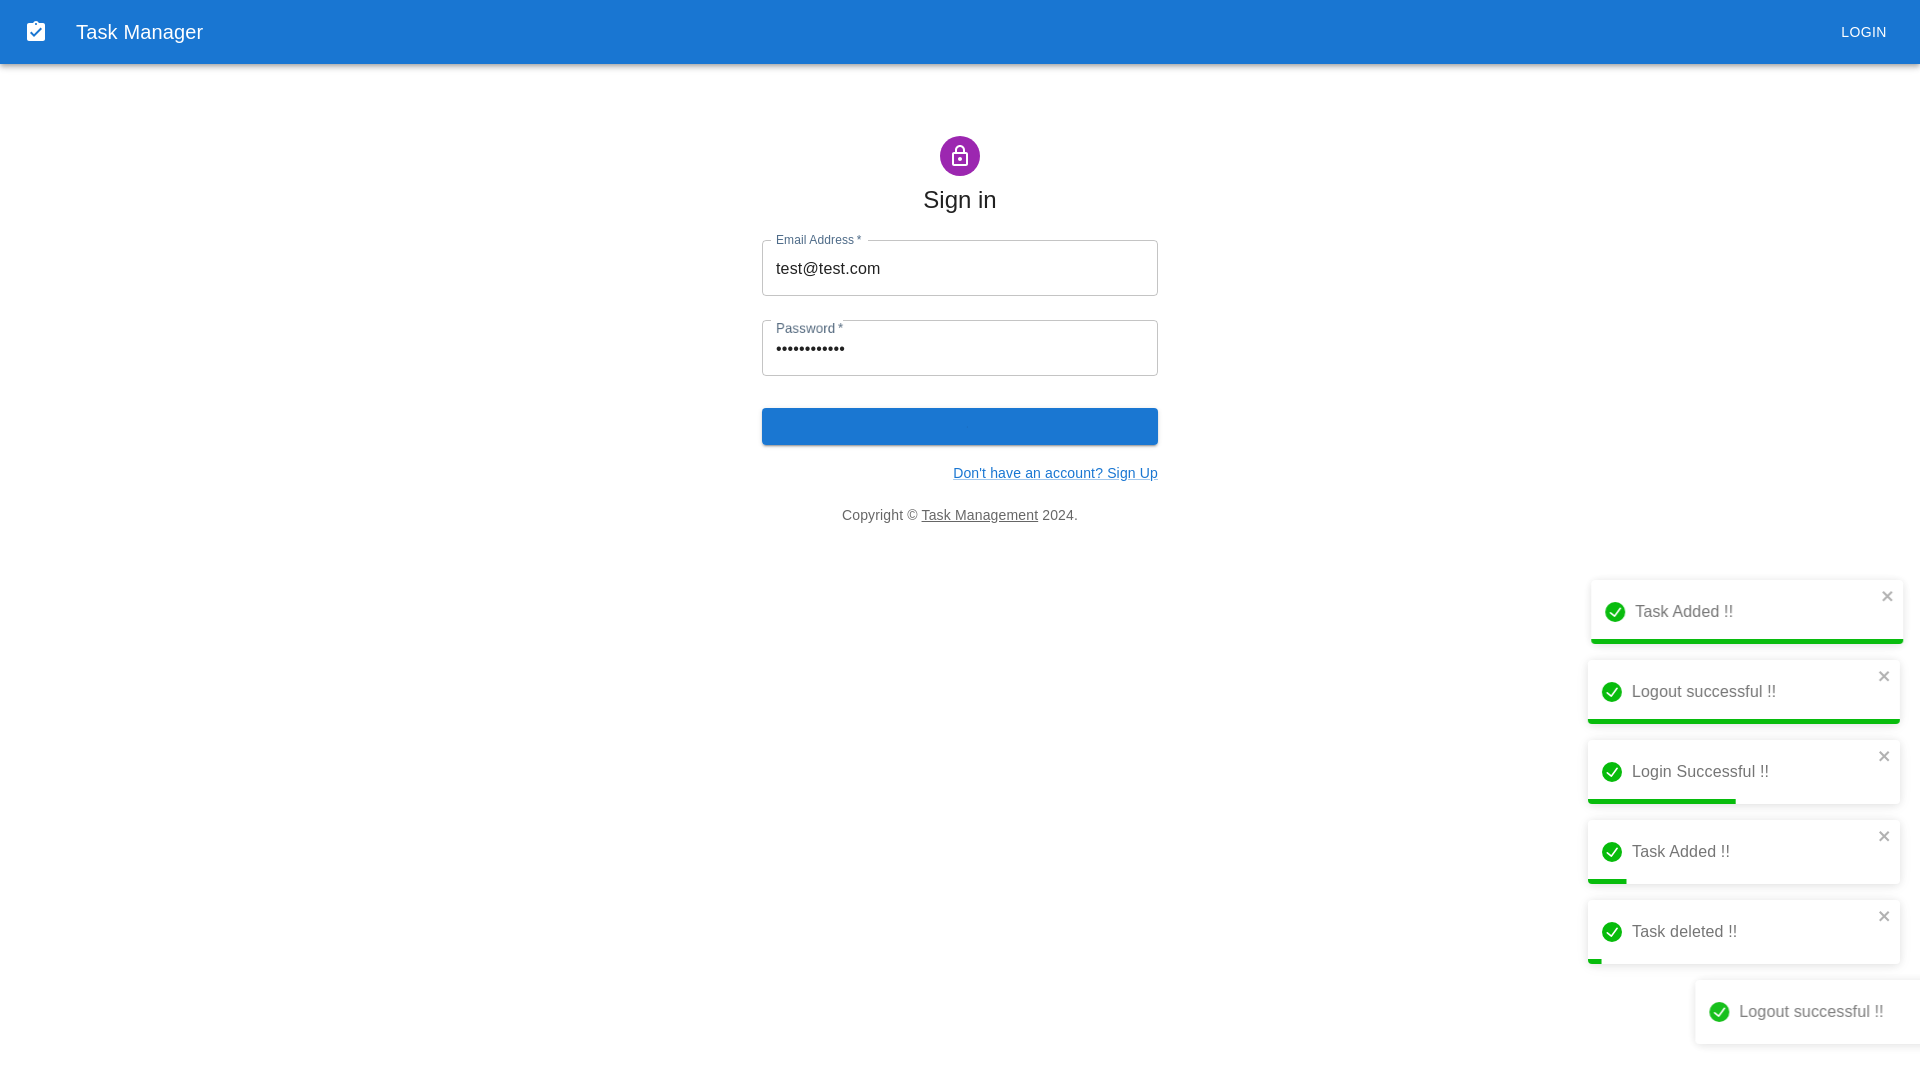 Task Manager
LOGIN
Sign in
Email Address *
test@test.com
Password *
••••••••••••
Don't have an account? Sign Up
Copyright © Task Management 2024.
Task Added !!
Logout successful !!
Login Successful !!
Task Added !!
Task deleted !!
Logout successful !!